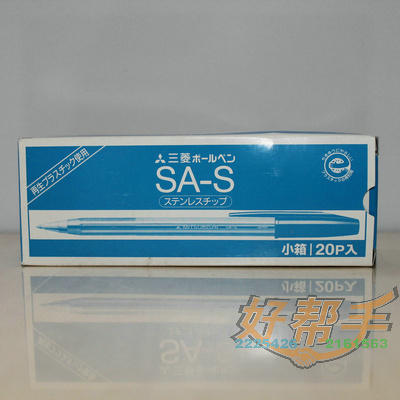 再生プラスチック使用
三菱ボールペン
SA-S
ステンレスチップ
小箱 20P入
好帮手